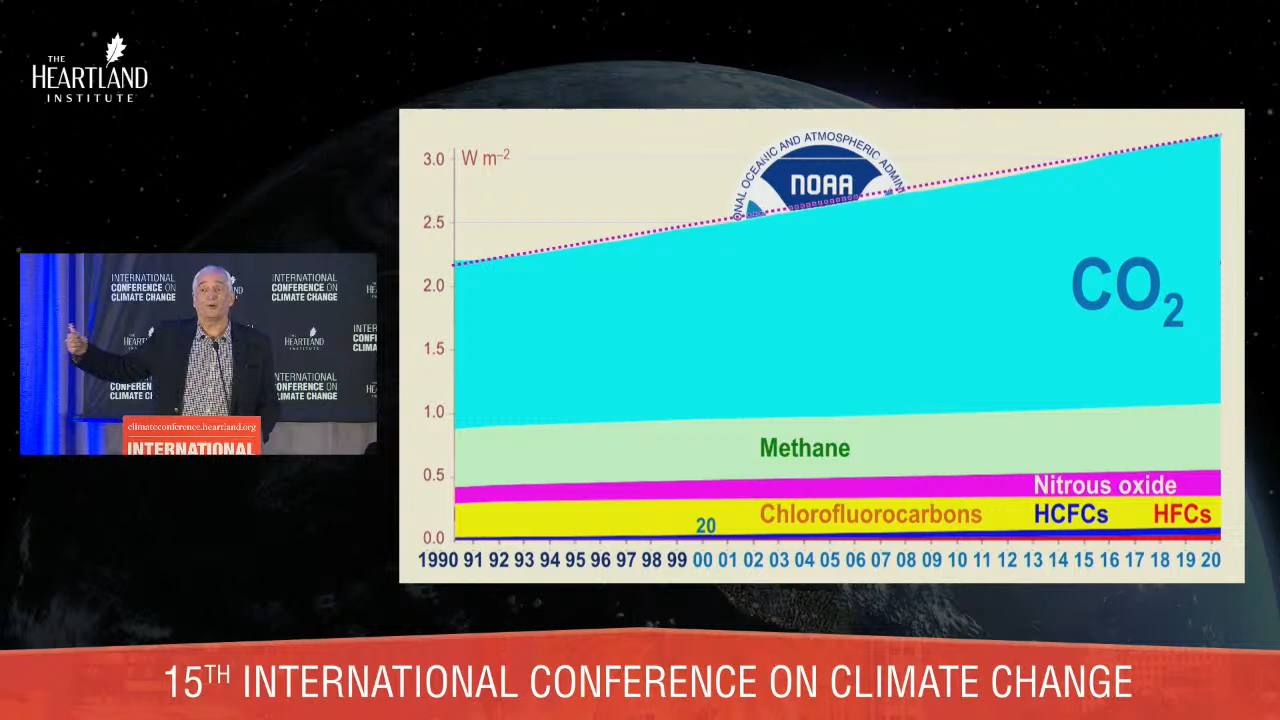 THE
HEARTLAND
INSTITUTE
NATIONAL OCEANIC AND ATMOSPHERIC ADMIN
3.0
W m–2
NOAA
2.5
2.0
CO2
1.5
1.0
Methane
0.5
Nitrous oxide
Chlorofluorocarbons
HCFCs
HFCs
20
0.0
1990 91 92 93 94 95 96 97 98 99 00 01 02 03 04 05 06 07 08 09 10 11 12 13 14 15 16 17 18 19 20
INTERNATIONAL
CONFERENCE ON
CLIMATE CHANGE
INTERNATIONAL
CONFERENCE ON
CLIMATE CHANGE
THE
HEARTLAND
INSTITUTE
INTERNATIONAL
CONFERENCE ON
CLIMATE CHANGE
climateconference.heartland.org
INTERNATIONAL
15TH INTERNATIONAL CONFERENCE ON CLIMATE CHANGE